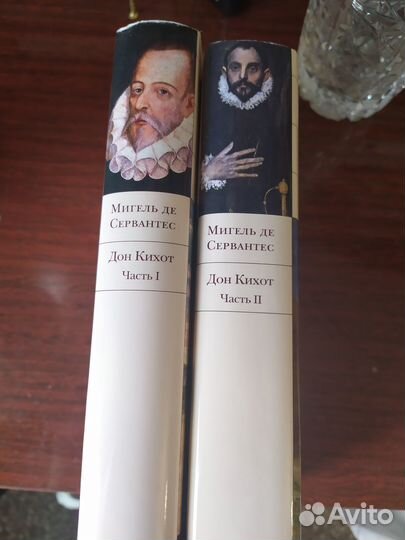 Мигель де
Сервантес
Дон Кихот
Часть I
Мигель де
Сервантес
Дон Кихот
Часть II
Avito